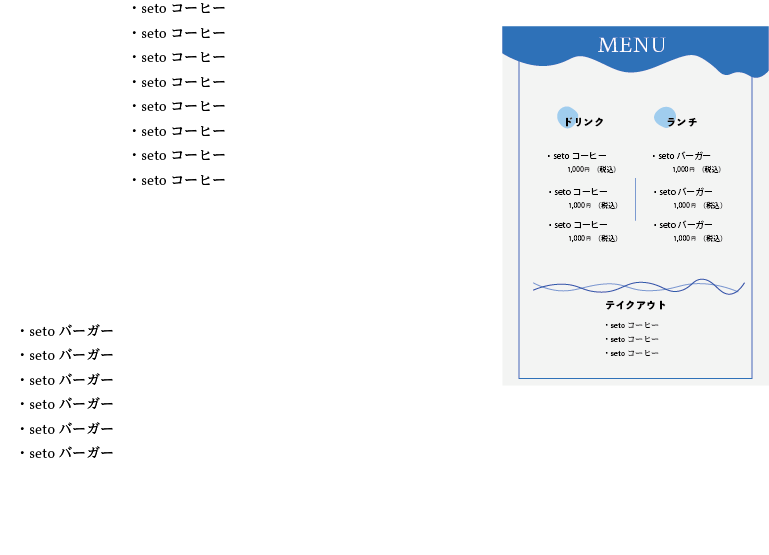 ・seto コーヒー
・seto コーヒー
・seto コーヒー
・seto コーヒー
・seto コーヒー
・seto コーヒー
・seto コーヒー
・seto コーヒー
・seto バーガー
・seto バーガー
・seto バーガー
・seto バーガー
・seto バーガー
・seto バーガー
MENU
ドリンク
・seto コーヒー
1,000円 (税込)
・seto コーヒー
1,000円 (税込)
・seto コーヒー
1,000円 (税込)
ランチ
・seto バーガー
1,000円 (税込)
・seto バーガー
1,000円 (税込)
・seto バーガー
1,000円 (税込)
テイクアウト
・seto コーヒー
・seto コーヒー
・seto コーヒー